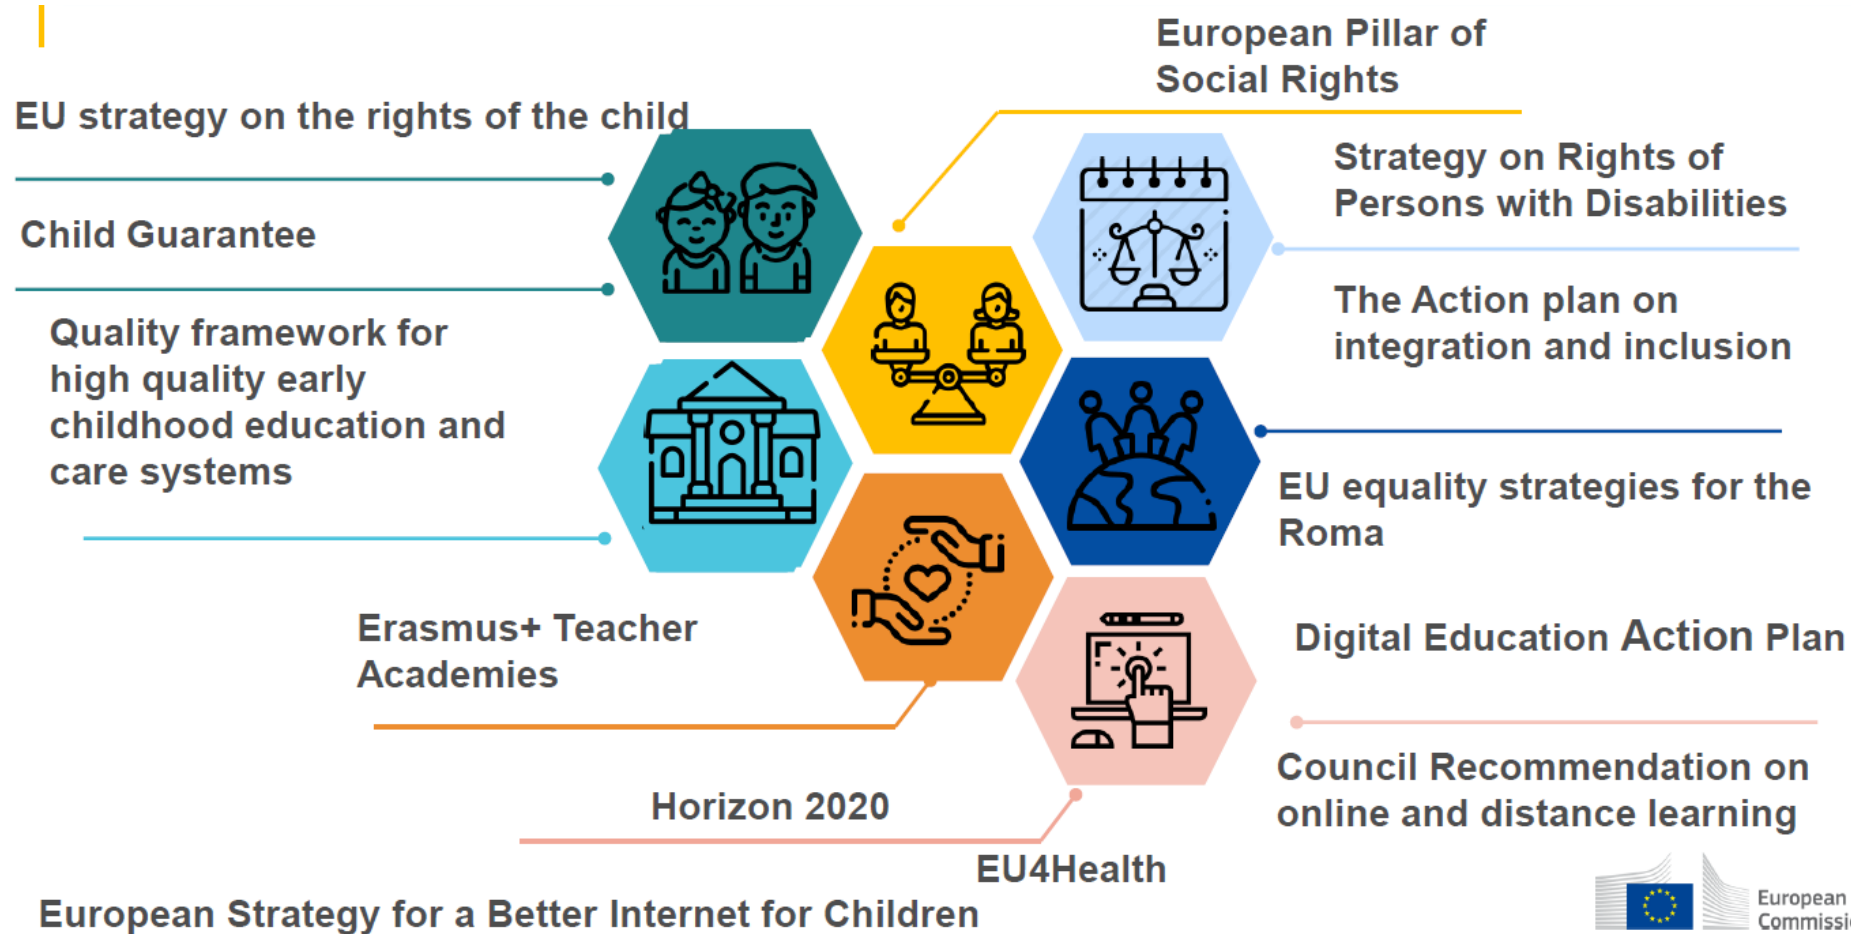 European Pillar of
Social Rights
EU strategy on the rights of the child
Strategy on Rights of
Persons with Disabilities
Child Guarantee
The Action plan on
integration and inclusion
Quality framework for
high quality early
childhood education and
care systems
EU equality strategies for the
Roma
Erasmus+ Teacher
Academies
Digital Education Action Plan
Horizon 2020
Council Recommendation on
online and distance learning
EU4Health
European Strategy for a Better Internet for Children
European
Commissi